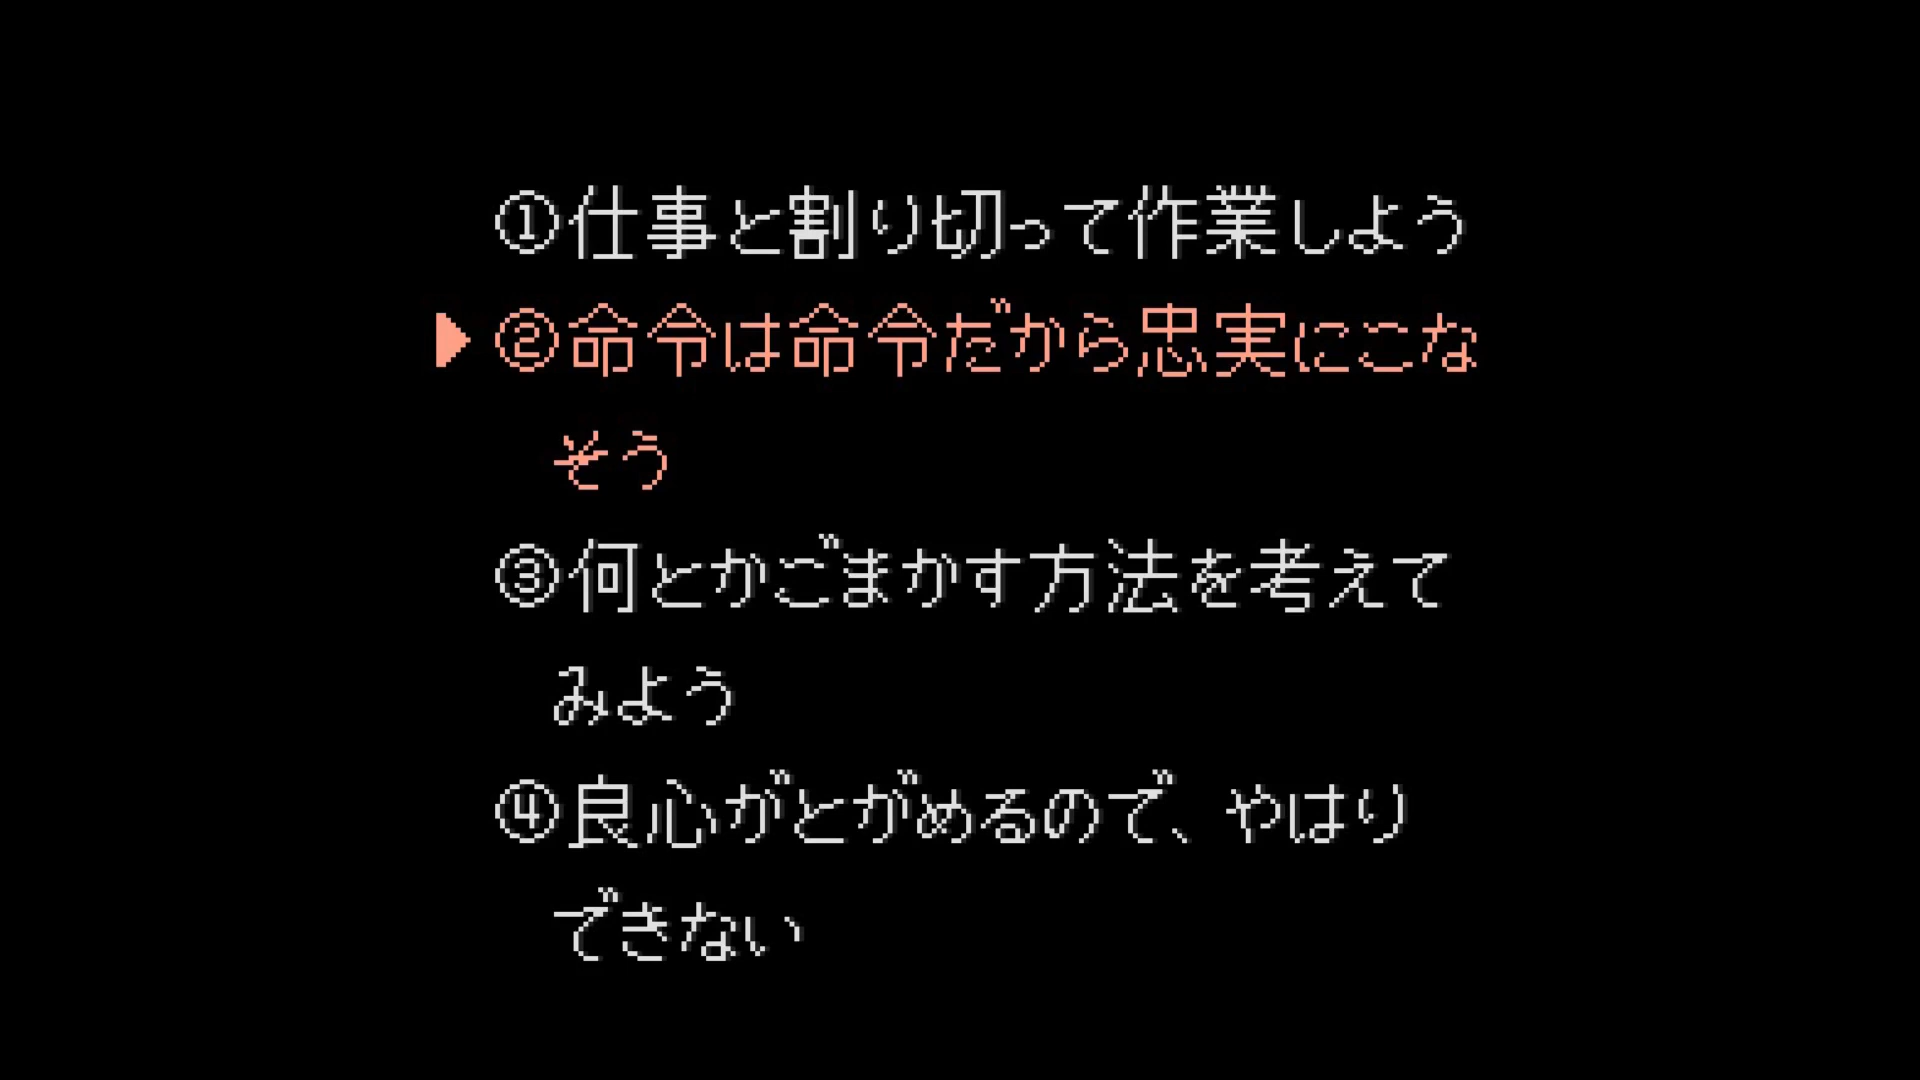 ①仕事と割り切って作業しよう
▶②命令は命令だから忠実にこな
そう
③何とかごまかす方法を考えて
みよう
④良心がとがめるので、やはり
できない